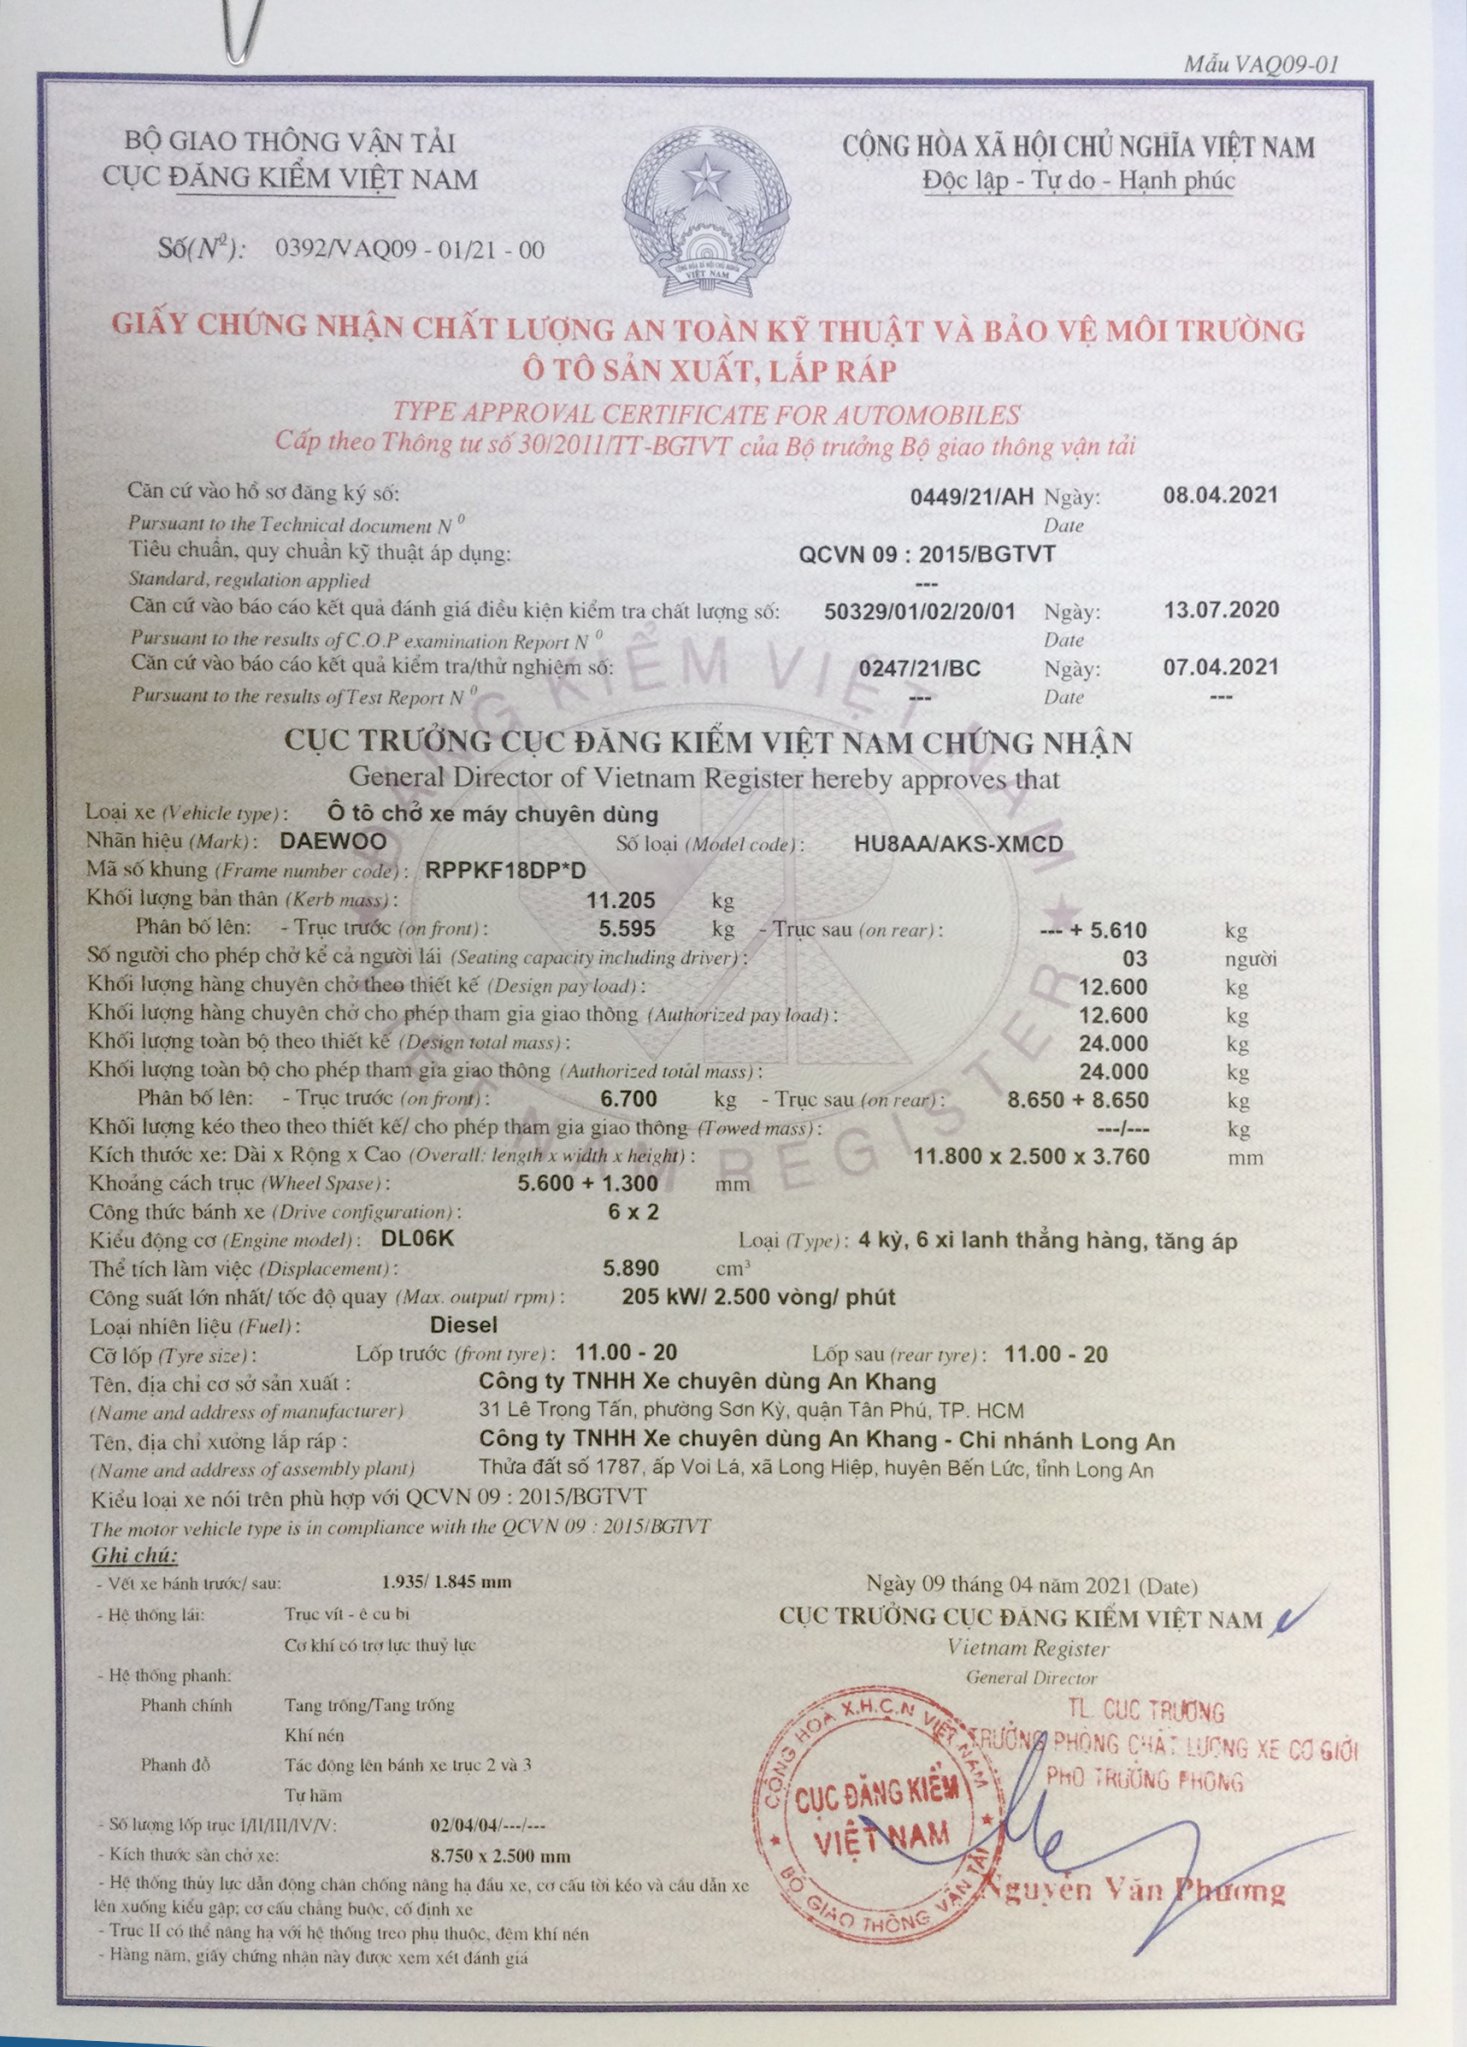 Mẫu VAQ09-01
BỘ GIAO THÔNG VẬN TẢI
CỤC ĐĂNG KIỂM VIỆT NAM
CỘNG HÒA XÃ HỘI CHỦ NGHĨA VIỆT NAM
Độc lập - Tự do - Hạnh phúc
Số(Nº): 0392/VAQ09 - 01/21 - 00
CỘNG HÒA XÃ HỘI CHỦ NGHĨA
VIỆT NAM
GIẤY CHỨNG NHẬN CHẤT LƯỢNG AN TOÀN KỸ THUẬT VÀ BẢO VỆ MÔI TRƯỜNG
Ô TÔ SẢN XUẤT, LẮP RÁP
TYPE APPROVAL CERTIFICATE FOR AUTOMOBILES
Cấp theo Thông tư số 30/2011/TT-BGTVT của Bộ trưởng Bộ giao thông vận tải
Căn cứ vào hồ sơ đăng ký số: 0449/21/AH Ngày: 08.04.2021
Pursuant to the Technical document N⁰ Date
Tiêu chuẩn, quy chuẩn kỹ thuật áp dụng: QCVN 09 : 2015/BGTVT
Standard, regulation applied ---
Căn cứ vào báo cáo kết quả đánh giá điều kiện kiểm tra chất lượng số: 50329/01/02/20/01 Ngày: 13.07.2020
Pursuant to the results of C.O.P examination Report N⁰ Date
Căn cứ vào báo cáo kết quả kiểm tra/thử nghiệm số: 0247/21/BC Ngày: 07.04.2021
Pursuant to the results of Test Report N⁰ --- Date ---
ĐĂNG KIỂM VIỆT NAM
VIETNAM REGISTER
VR
CỤC TRƯỞNG CỤC ĐĂNG KIỂM VIỆT NAM CHỨNG NHẬN
General Director of Vietnam Register hereby approves that
Loại xe (Vehicle type): Ô tô chở xe máy chuyên dùng
Nhãn hiệu (Mark): DAEWOO Số loại (Model code): HU8AA/AKS-XMCD
Mã số khung (Frame number code): RPPKF18DP*D
Khối lượng bản thân (Kerb mass): 11.205 kg
Phân bố lên: - Trục trước (on front): 5.595 kg - Trục sau (on rear): --- + 5.610 kg
Số người cho phép chở kể cả người lái (Seating capacity including driver): 03 người
Khối lượng hàng chuyên chở theo thiết kế (Design pay load): 12.600 kg
Khối lượng hàng chuyên chở cho phép tham gia giao thông (Authorized pay load): 12.600 kg
Khối lượng toàn bộ theo thiết kế (Design total mass): 24.000 kg
Khối lượng toàn bộ cho phép tham gia giao thông (Authorized total mass): 24.000 kg
Phân bố lên: - Trục trước (on front): 6.700 kg - Trục sau (on rear): 8.650 + 8.650 kg
Khối lượng kéo theo theo thiết kế/ cho phép tham gia giao thông (Towed mass): ---/--- kg
Kích thước xe: Dài x Rộng x Cao (Overall: length x width x height): 11.800 x 2.500 x 3.760 mm
Khoảng cách trục (Wheel Spase): 5.600 + 1.300 mm
Công thức bánh xe (Drive configuration): 6 x 2
Kiểu động cơ (Engine model): DL06K Loại (Type): 4 kỳ, 6 xi lanh thẳng hàng, tăng áp
Thể tích làm việc (Displacement): 5.890 cm³
Công suất lớn nhất/ tốc độ quay (Max. output/ rpm): 205 kW/ 2.500 vòng/ phút
Loại nhiên liệu (Fuel): Diesel
Cỡ lốp (Tyre size): Lốp trước (front tyre): 11.00 - 20 Lốp sau (rear tyre): 11.00 - 20
Tên, địa chỉ cơ sở sản xuất : Công ty TNHH Xe chuyên dùng An Khang
(Name and address of manufacturer) 31 Lê Trọng Tấn, phường Sơn Kỳ, quận Tân Phú, TP. HCM
Tên, địa chỉ xưởng lắp ráp : Công ty TNHH Xe chuyên dùng An Khang - Chi nhánh Long An
(Name and address of assembly plant) Thửa đất số 1787, ấp Voi Lá, xã Long Hiệp, huyện Bến Lức, tỉnh Long An
Kiểu loại xe nói trên phù hợp với QCVN 09 : 2015/BGTVT
The motor vehicle type is in compliance with the QCVN 09 : 2015/BGTVT
Ghi chú:
- Vết xe bánh trước/ sau: 1.935/ 1.845 mm
- Hệ thống lái: Trục vít - ê cu bi
Cơ khí có trợ lực thuỷ lực
- Hệ thống phanh:
Phanh chính Tang trống/Tang trống
Khí nén
Phanh đỗ Tác động lên bánh xe trục 2 và 3
Tự hãm
- Số lượng lốp trục I/II/III/IV/V: 02/04/04/---/---
- Kích thước sàn chở xe: 8.750 x 2.500 mm
- Hệ thống thủy lực dẫn động chân chống nâng hạ đầu xe, cơ cấu tời kéo và cầu dẫn xe
lên xuống kiểu gập; cơ cấu chằng buộc, cố định xe
- Trục II có thể nâng hạ với hệ thống treo phụ thuộc, đệm khí nén
- Hàng năm, giấy chứng nhận này được xem xét đánh giá
Ngày 09 tháng 04 năm 2021 (Date)
CỤC TRƯỞNG CỤC ĐĂNG KIỂM VIỆT NAM
Vietnam Register
General Director
TL. CỤC TRƯỞNG
TRƯỞNG PHÒNG CHẤT LƯỢNG XE CƠ GIỚI
PHÓ TRƯỞNG PHÒNG
CỘNG HÒA X.H.C.N VIỆT NAM
CỤC ĐĂNG KIỂM
VIỆT NAM
BỘ GIAO THÔNG VẬN TẢI
Nguyễn Văn Phương